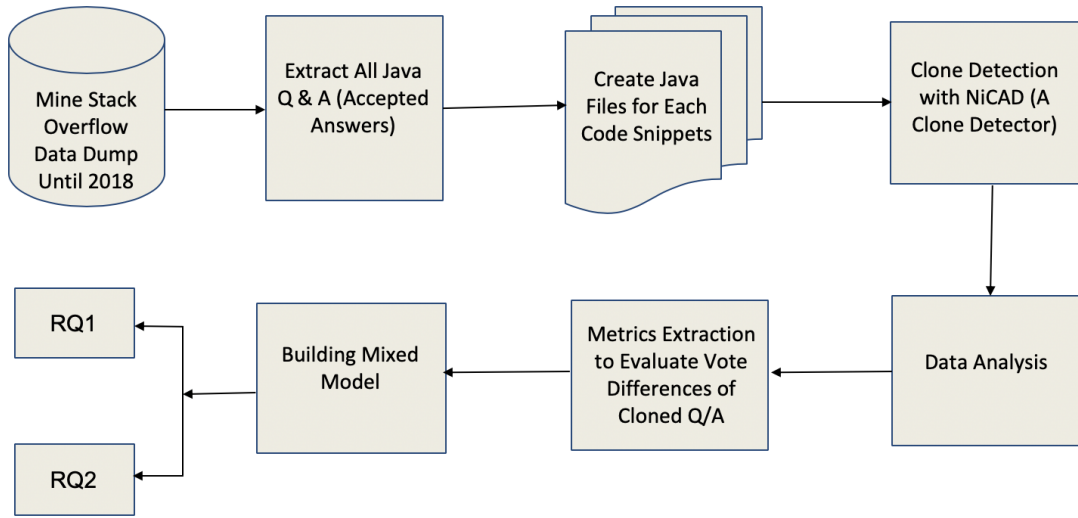 Mine Stack
Overflow
Data Dump
Until 2018
Extract All Java
Q & A (Accepted
Answers)
Create Java
Files for Each
Code Snippets
Clone Detection
with NiCAD (A
Clone Detector)
Data Analysis
Metrics Extraction
to Evaluate Vote
Differences of
Cloned Q/A
Building Mixed
Model
RQ1
RQ2